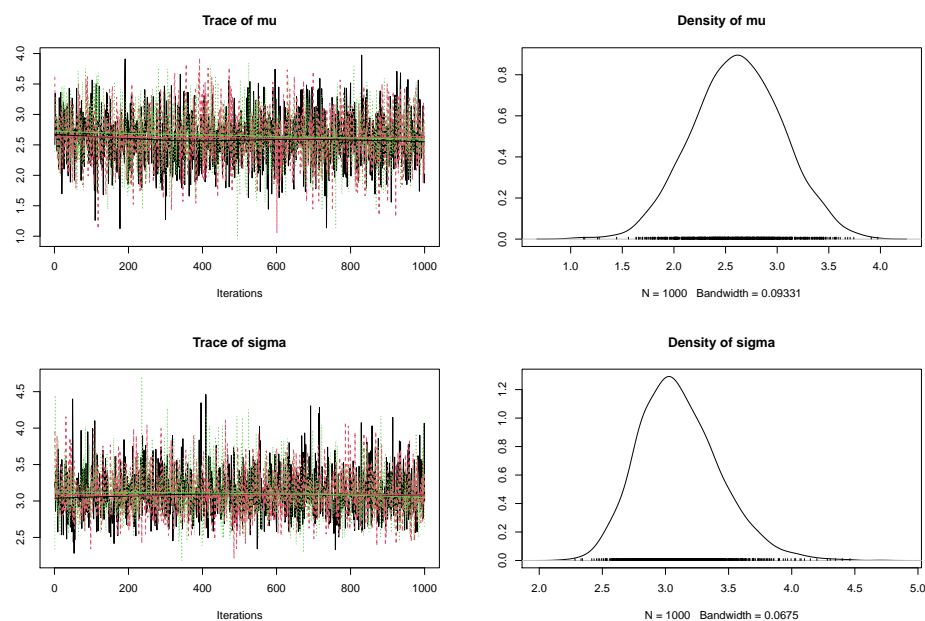 Trace of mu
4.0
3.5
3.0
2.5
2.0
1.5
1.0
0 200 400 600 800 1000
Iterations
Density of mu
0.8
0.6
0.4
0.2
0.0
1.0 1.5 2.0 2.5 3.0 3.5 4.0
N = 1000 Bandwidth = 0.09331
Trace of sigma
4.5
4.0
3.5
3.0
2.5
0 200 400 600 800 1000
Iterations
Density of sigma
1.2
1.0
0.8
0.6
0.4
0.2
0.0
2.0 2.5 3.0 3.5 4.0 4.5 5.0
N = 1000 Bandwidth = 0.0675